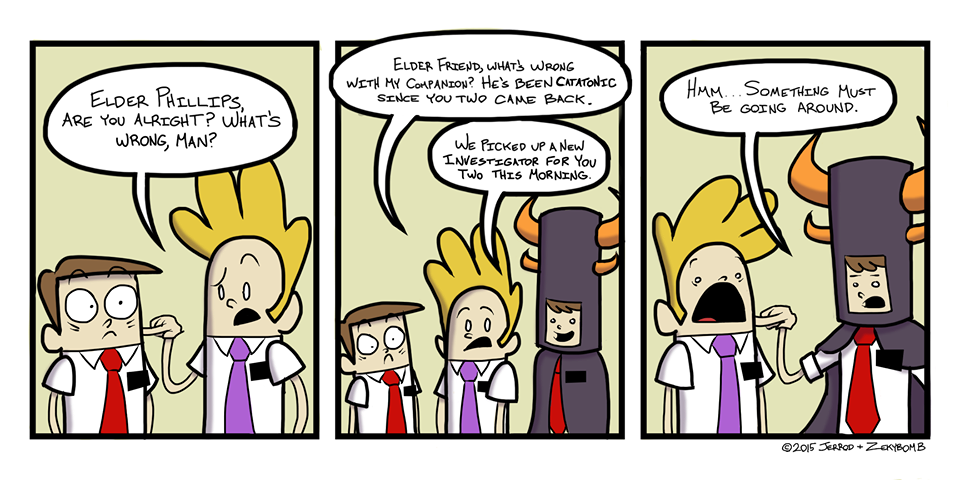 ELDER PHILLIPS,
ARE YOU ALRIGHT? WHAT'S
WRONG, MAN?
ELDER FRIEND, WHAT'S WRONG
WITH MY COMPANION? HE'S BEEN CATATONIC
SINCE YOU TWO CAME BACK.
WE PICKED UP A NEW
INVESTIGATOR FOR YOU
TWO THIS MORNING.
HMM... SOMETHING MUST
BE GOING AROUND.
©2015 JERROD + ZEKYBOMB